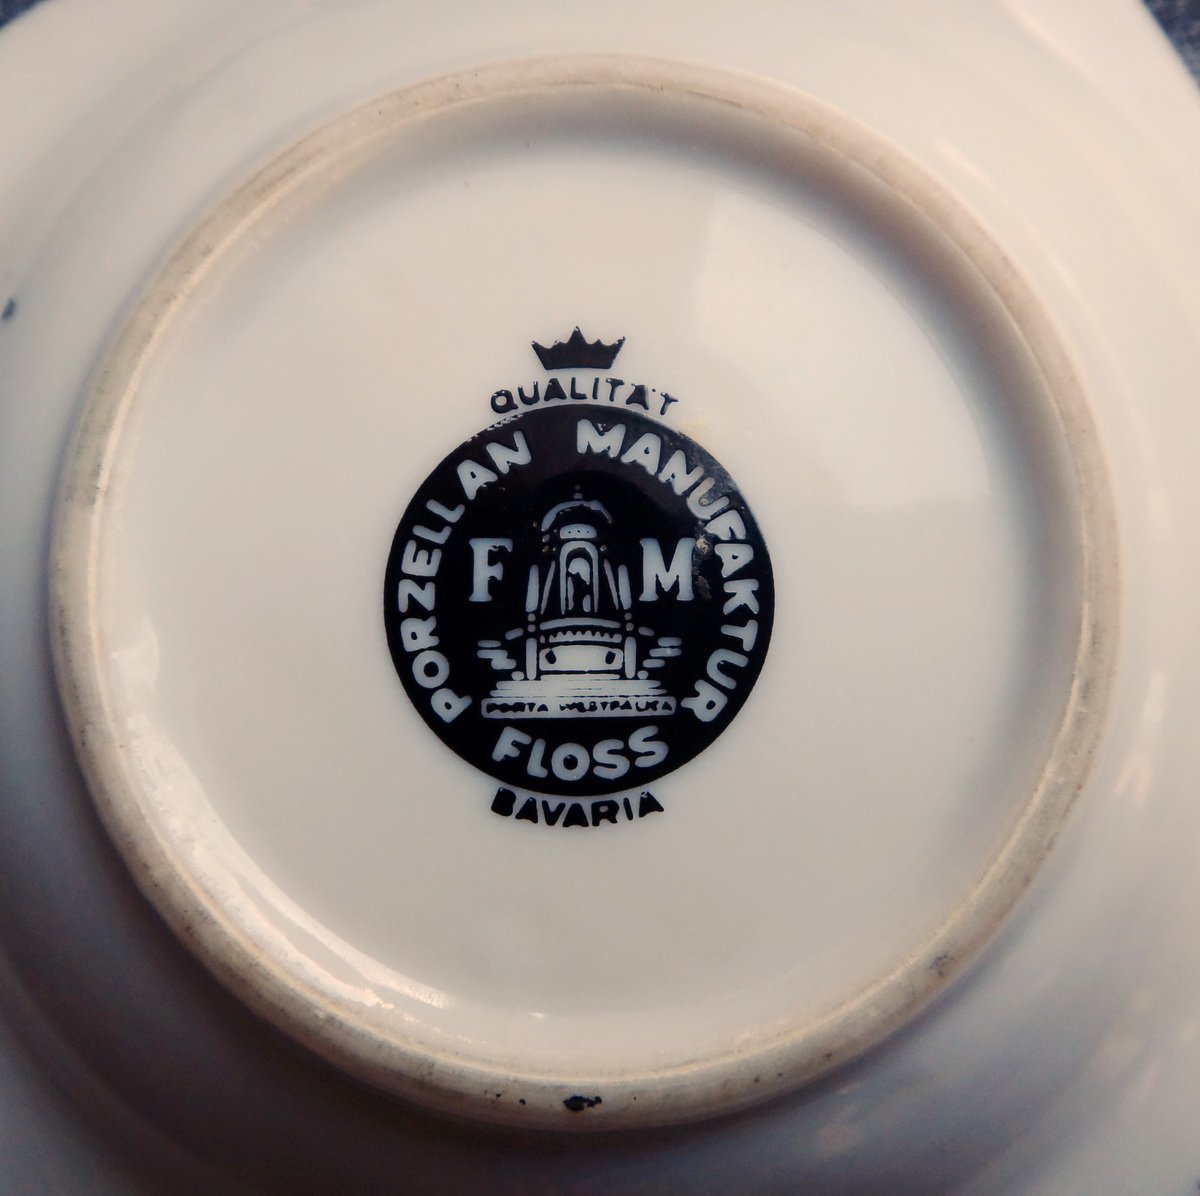 QUALITÄT
PORZELLAN MANUFAKTUR
F M
PORTA WESTFALICA
FLOSS
BAVARIA